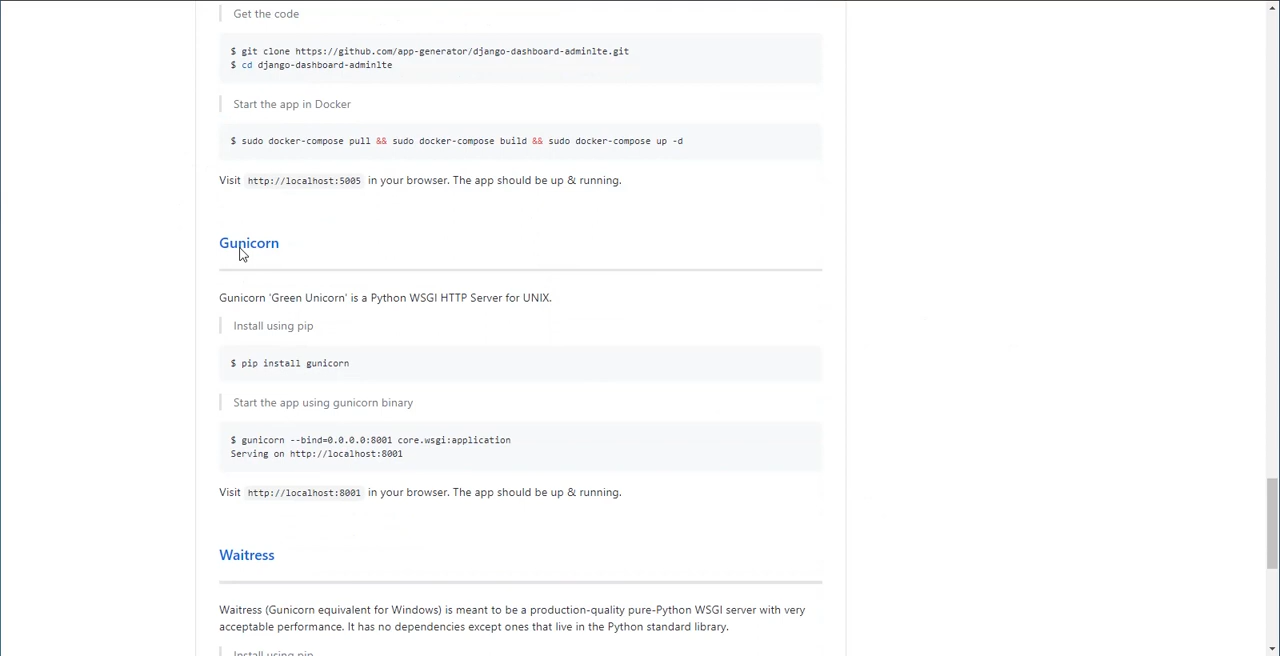 Get the code
$ git clone https://github.com/app-generator/django-dashboard-adminlte.git
$ cd django-dashboard-adminlte
Start the app in Docker
$ sudo docker-compose pull && sudo docker-compose build && sudo docker-compose up -d
Visit http://localhost:5005 in your browser. The app should be up & running.
Gunicorn
Gunicorn 'Green Unicorn' is a Python WSGI HTTP Server for UNIX.
Install using pip
$ pip install gunicorn
Start the app using gunicorn binary
$ gunicorn --bind=0.0.0.0:8001 core.wsgi:application
Serving on http://localhost:8001
Visit http://localhost:8001 in your browser. The app should be up & running.
Waitress
Waitress (Gunicorn equivalent for Windows) is meant to be a production-quality pure-Python WSGI server with very
acceptable performance. It has no dependencies except ones that live in the Python standard library.
Install using pip